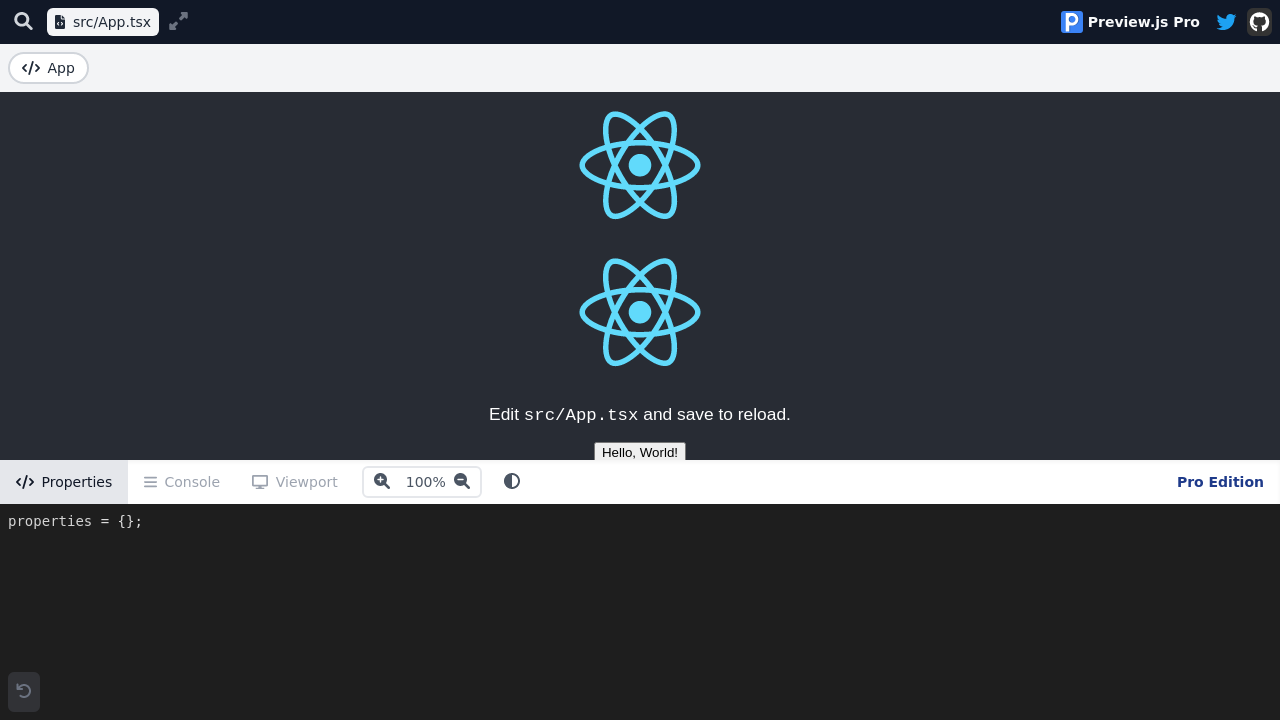 src/App.tsx
Preview.js Pro
App
Edit src/App.tsx and save to reload.
Hello, World!
Properties
Console
Viewport
100%
Pro Edition
properties = {};